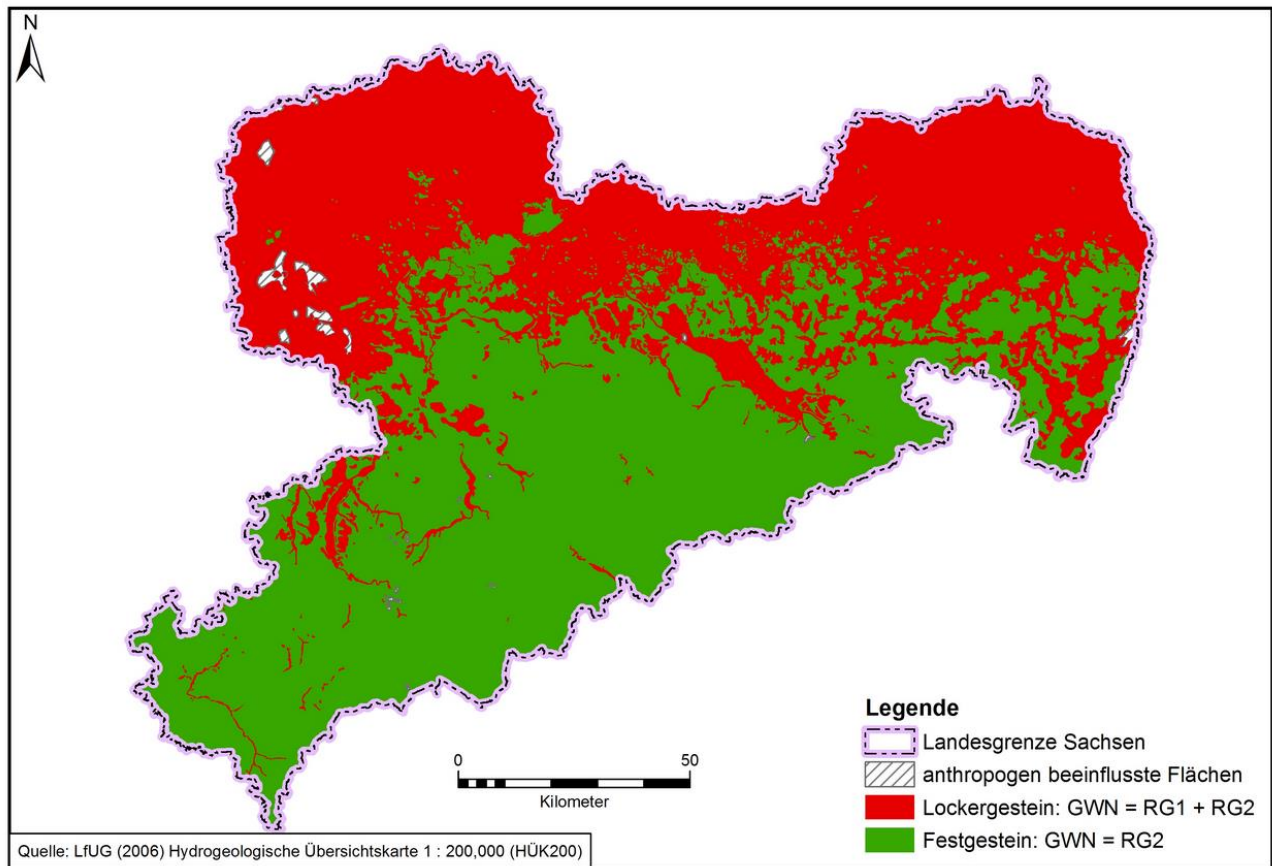 N
Legende
Landesgrenze Sachsen
anthropogen beeinflusste Flächen
Lockergestein: GWN = RG1 + RG2
Festgestein: GWN = RG2
0 50
Kilometer
Quelle: LfUG (2006) Hydrogeologische Übersichtskarte 1 : 200,000 (HÜK200)